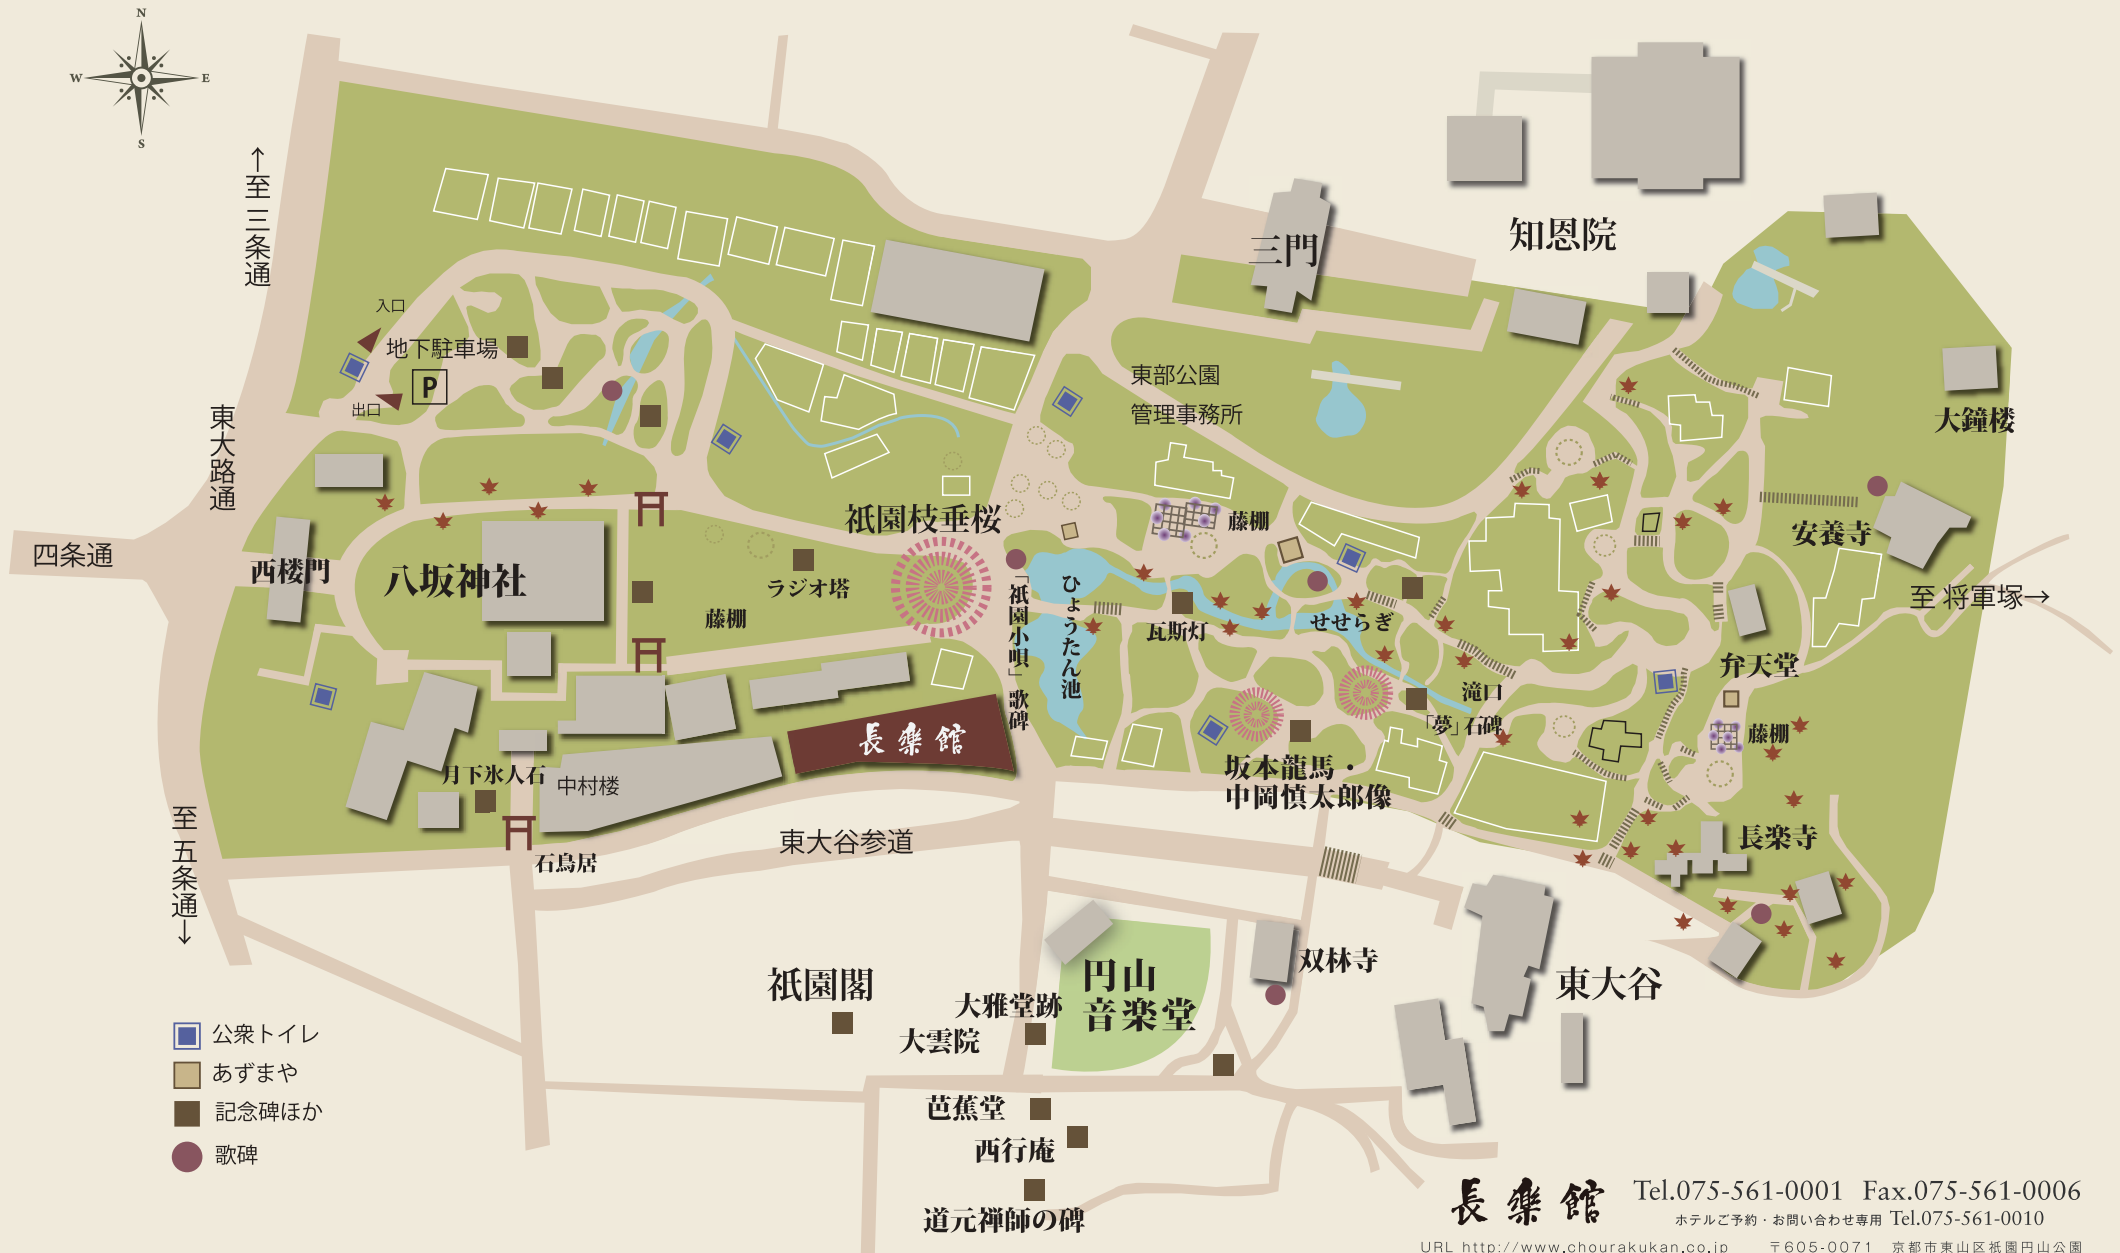 N
W
E
S
←至 三条通
入口
地下駐車場
P
出口
東大路通
四条通
西楼門
八坂神社
至 五条通→
月下氷人石
中村楼
石鳥居
長樂館
藤棚
ラジオ塔
祇園枝垂桜
「祇園小唄」歌碑
ひょうたん池
東部公園
管理事務所
藤棚
瓦斯灯
せせらぎ
滝口
「夢」石碑
坂本龍馬・
中岡慎太郎像
三門
知恩院
大鐘楼
安養寺
至 将軍塚→
弁天堂
藤棚
長楽寺
東大谷参道
祇園閣
大雅堂跡
大雲院
円山
音楽堂
双林寺
東大谷
芭蕉堂
西行庵
道元禅師の碑
公衆トイレ
あずまや
記念碑ほか
歌碑
長樂館 Tel.075-561-0001 Fax.075-561-0006
ホテルご予約・お問い合わせ専用 Tel.075-561-0010
URL http://www.chourakukan.co.jp 〒605-0071 京都市東山区祇園円山公園